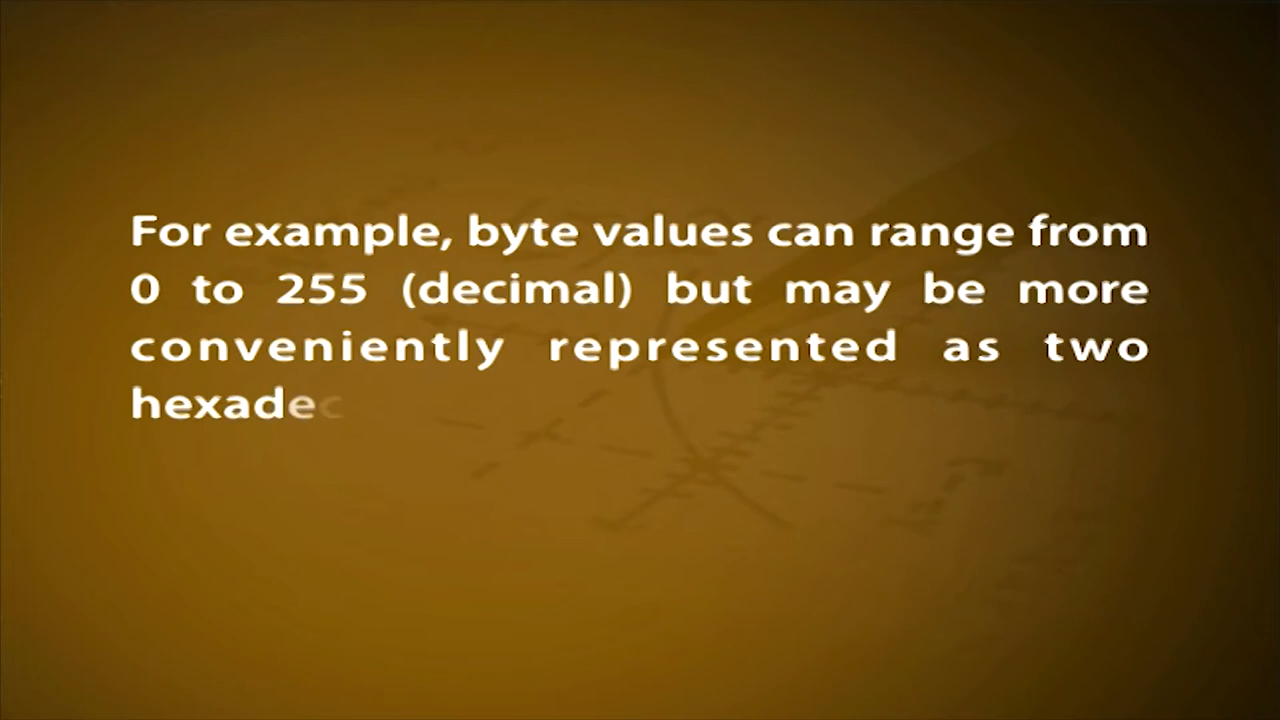 For example, byte values can range from
0 to 255 (decimal) but may be more
conveniently represented as two
hexadec